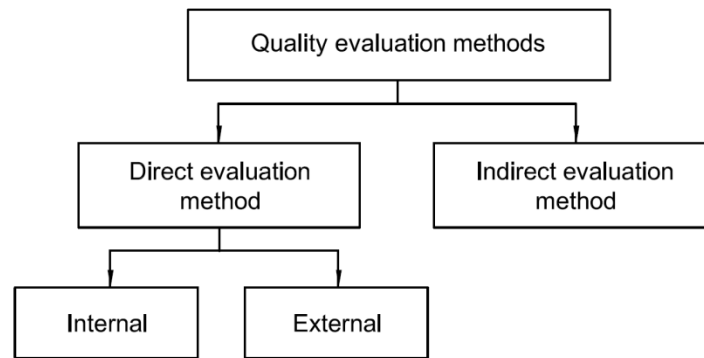 Quality evaluation methods
Direct evaluation
method
Indirect evaluation
method
Internal
External